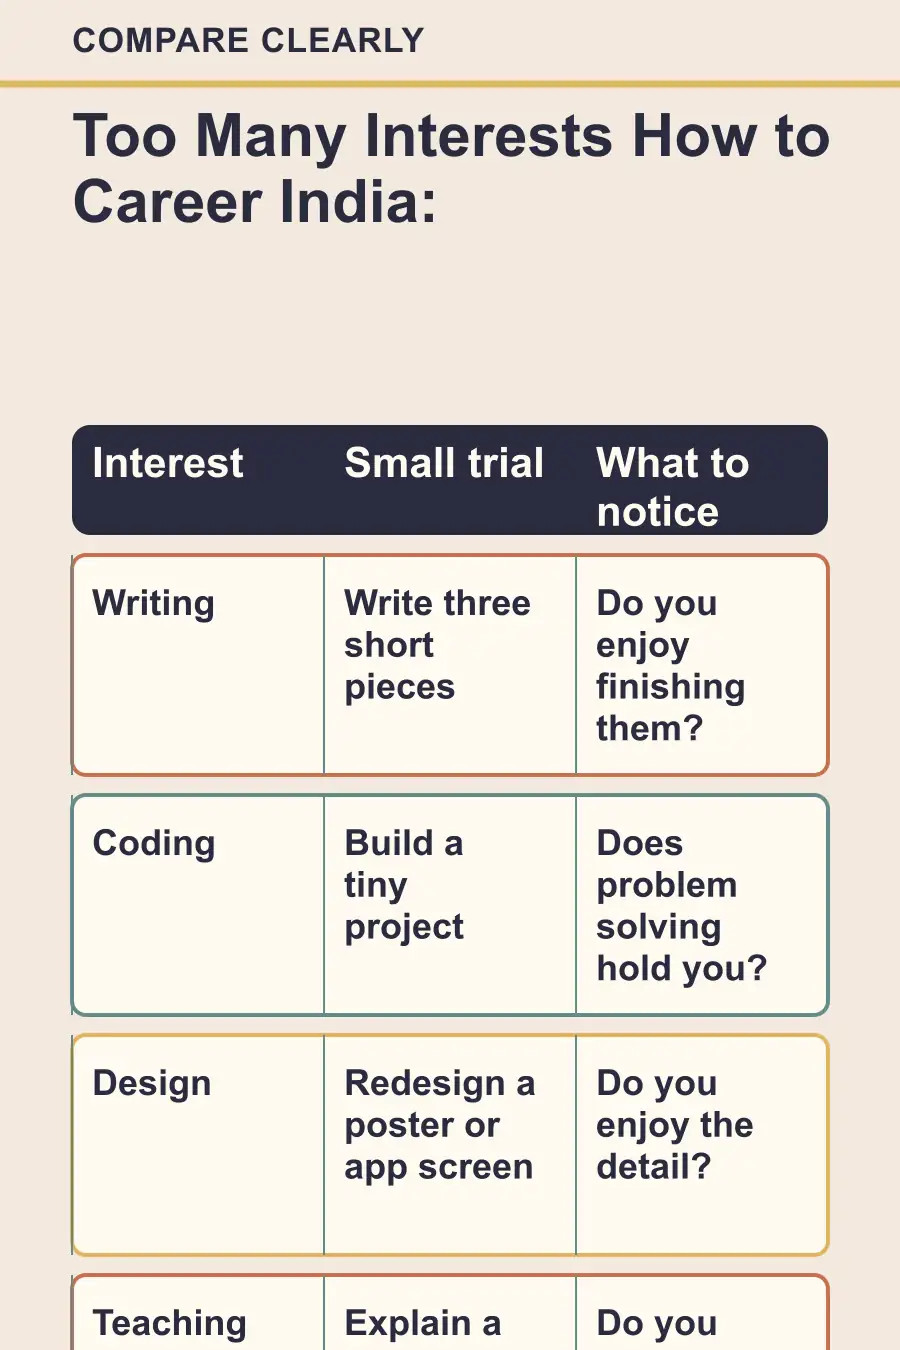 COMPARE CLEARLY
Too Many Interests How to
Career India:
Interest
Small trial
What to
notice
Writing
Write three
short
pieces
Do you
enjoy
finishing
them?
Coding
Build a
tiny
project
Does
problem
solving
hold you?
Design
Redesign a
poster or
app screen
Do you
enjoy the
detail?
Teaching
Explain a
Do you